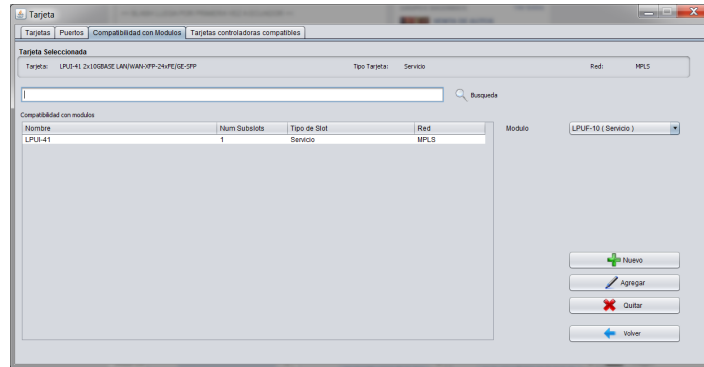 Tarjeta
Tarjetas Puertos Compatibilidad con Modulos Tarjetas controladoras compatibles
Tarjeta Seleccionada
Tarjeta: LPUI-41 2x10GBASE LAN/WAN-XFP-24xFE/GE-SFP Tipo Tarjeta: Servicio Red: MPLS
Busqueda
Compatibilidad con modulos
Nombre Num Subslots Tipo de Slot Red Modulo LPUF-10 ( Servicio )
LPUI-41 1 Servicio MPLS
Nuevo
Agregar
Quitar
Volver